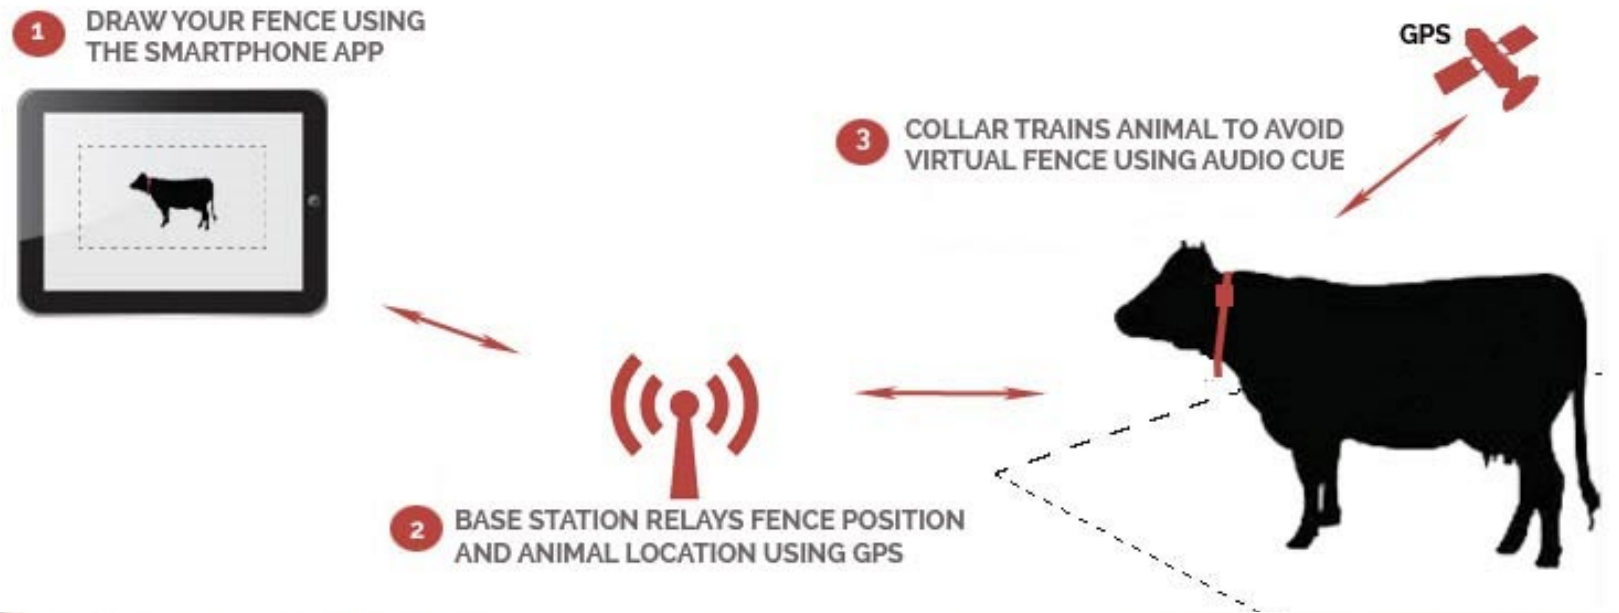 1
DRAW YOUR FENCE USING
THE SMARTPHONE APP
GPS
3
COLLAR TRAINS ANIMAL TO AVOID
VIRTUAL FENCE USING AUDIO CUE
2
BASE STATION RELAYS FENCE POSITION
AND ANIMAL LOCATION USING GPS